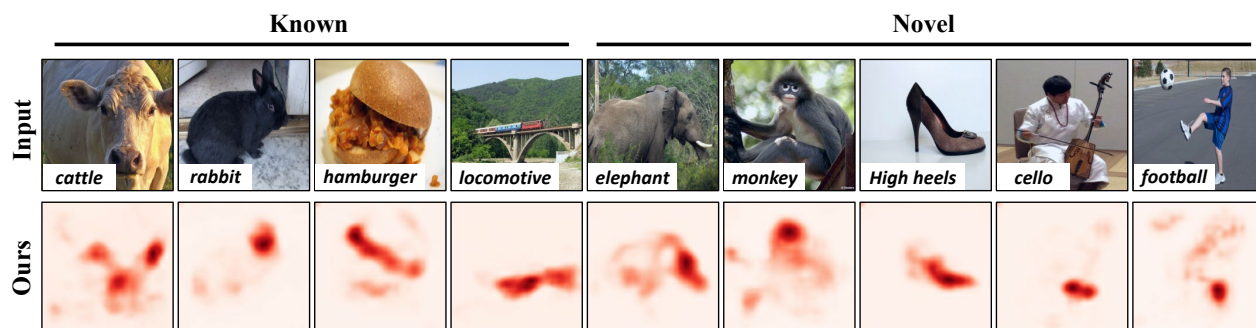 Known Novel
Input
cattle rabbit hamburger locomotive elephant monkey High heels cello football
Ours